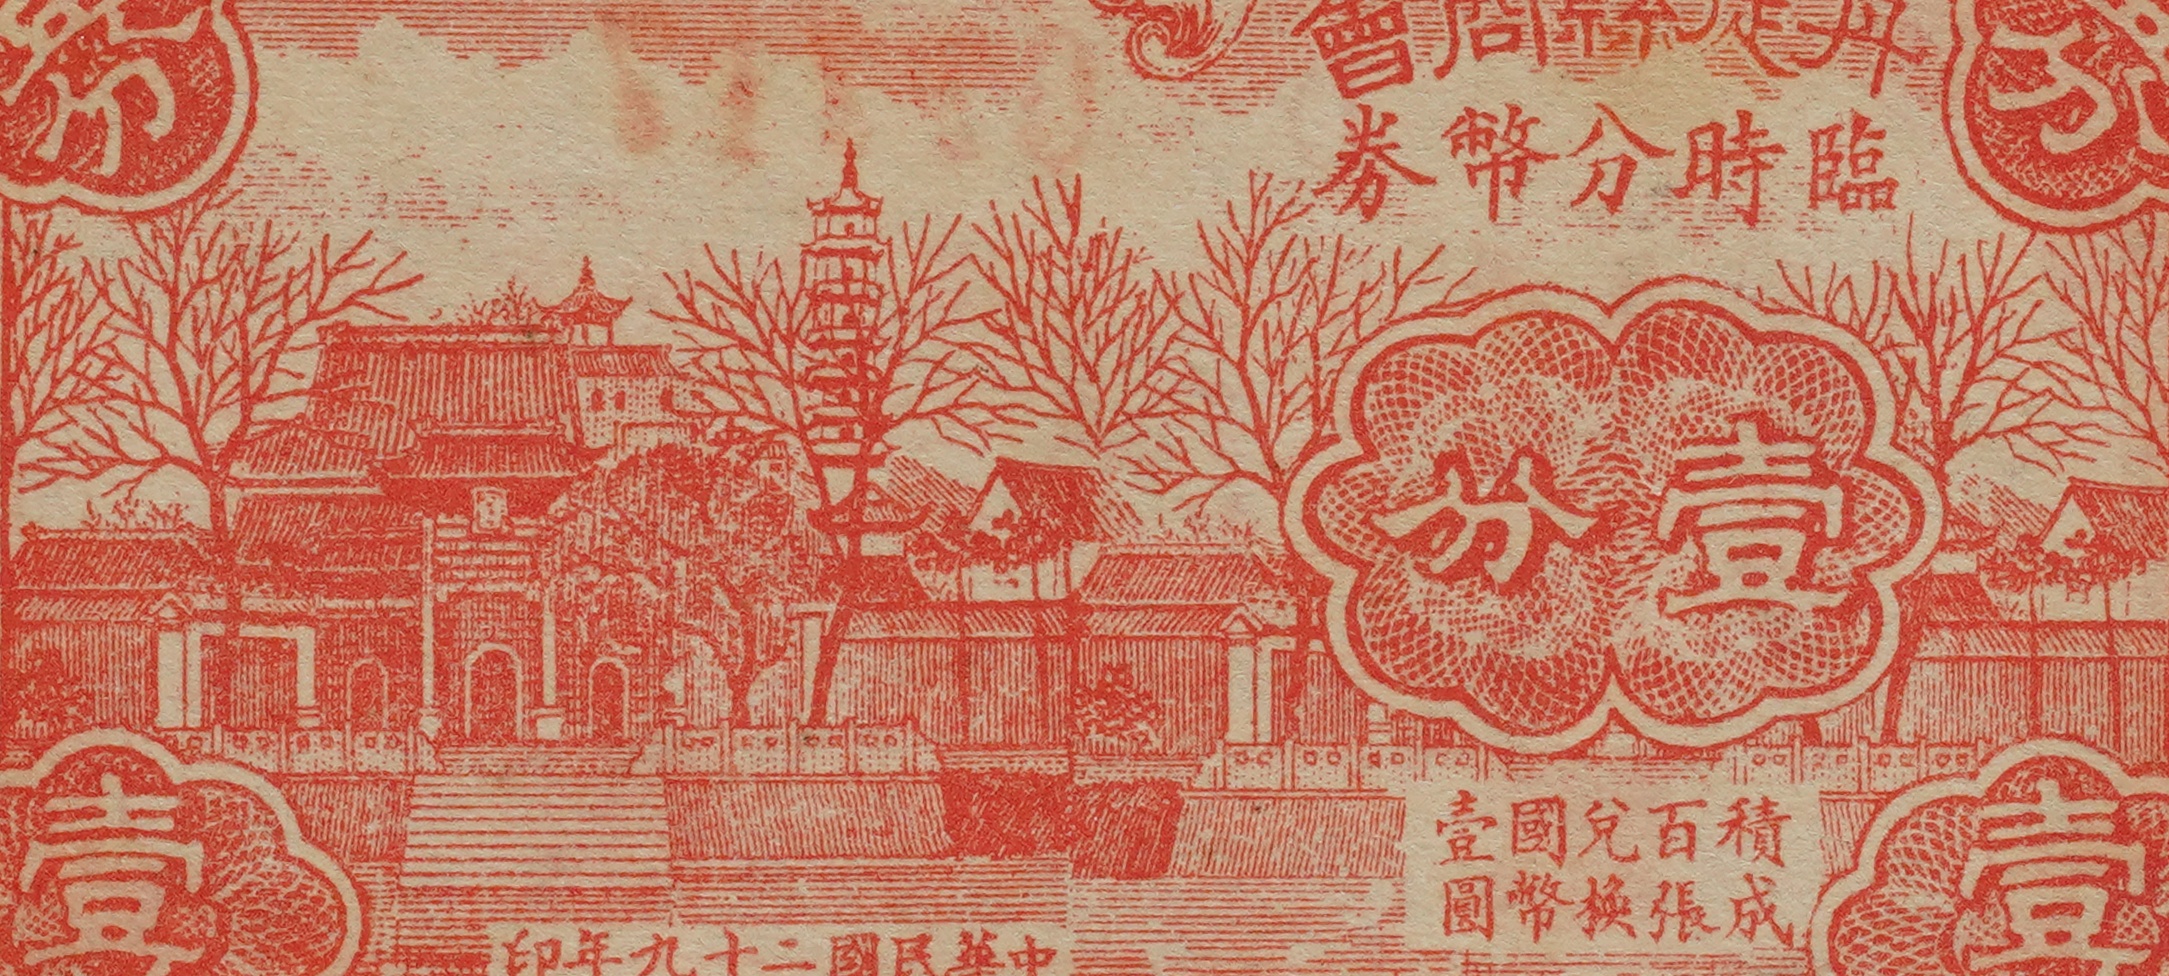 丹徒縣商會
臨時分幣券
分
分
壹分
積成
百張
兌換
國幣
壹圓
壹
壹
中華民國二十九年印